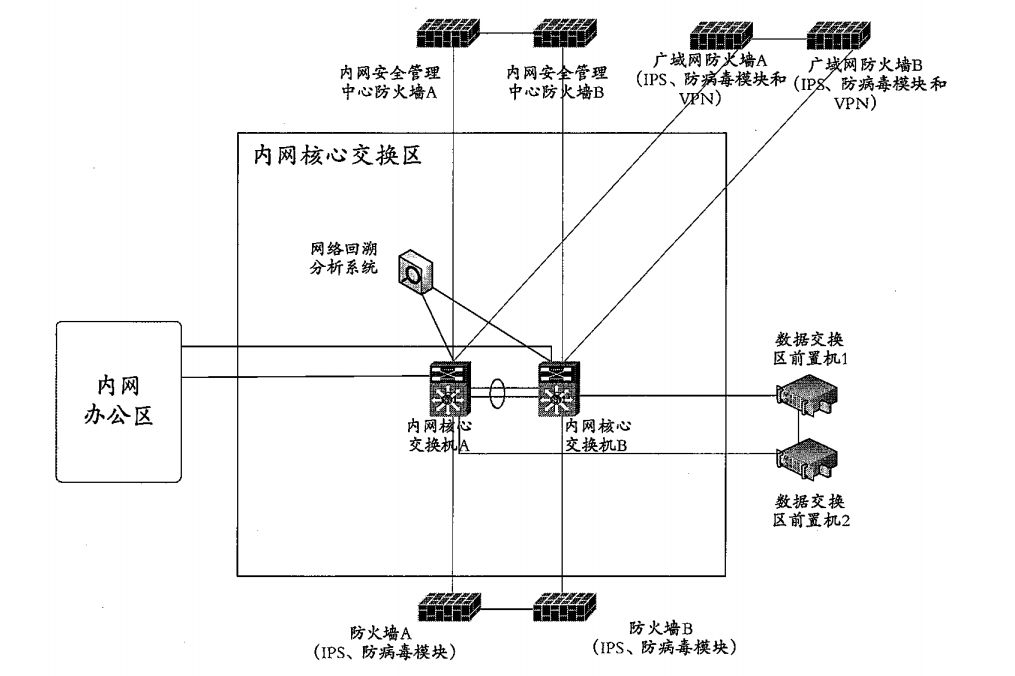 内网安全管理
中心防火墙A
内网安全管理
中心防火墙B
广域网防火墙A
(IPS、防病毒模块和
VPN)
广域网防火墙B
(IPS、防病毒模块和
VPN)
内网核心交换区
网络回溯
分析系统
内网
办公区
数据交换
区前置机1
内网核心
交换机A
内网核心
交换机B
数据交换
区前置机2
防火墙A
(IPS、防病毒模块)
防火墙B
(IPS、防病毒模块)